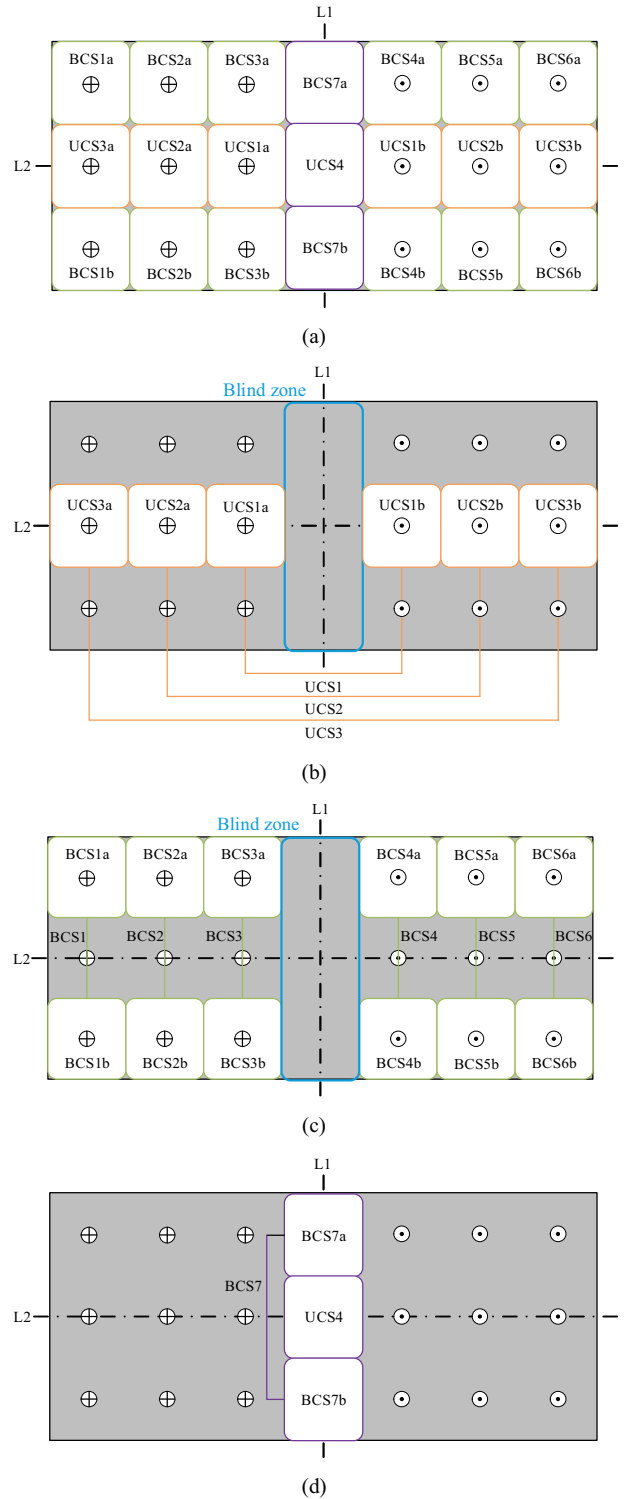 L1
BCS1a BCS2a BCS3a BCS7a BCS4a BCS5a BCS6a
L2 UCS3a UCS2a UCS1a UCS4 UCS1b UCS2b UCS3b
BCS1b BCS2b BCS3b BCS7b BCS4b BCS5b BCS6b
(a)
L1
Blind zone
L2 UCS3a UCS2a UCS1a UCS1b UCS2b UCS3b
UCS1
UCS2
UCS3
(b)
L1
Blind zone
BCS1a BCS2a BCS3a BCS4a BCS5a BCS6a
BCS1 BCS2 BCS3 BCS4 BCS5 BCS6
L2
BCS1b BCS2b BCS3b BCS4b BCS5b BCS6b
(c)
L1
BCS7a
BCS7
L2 UCS4
BCS7b
(d)